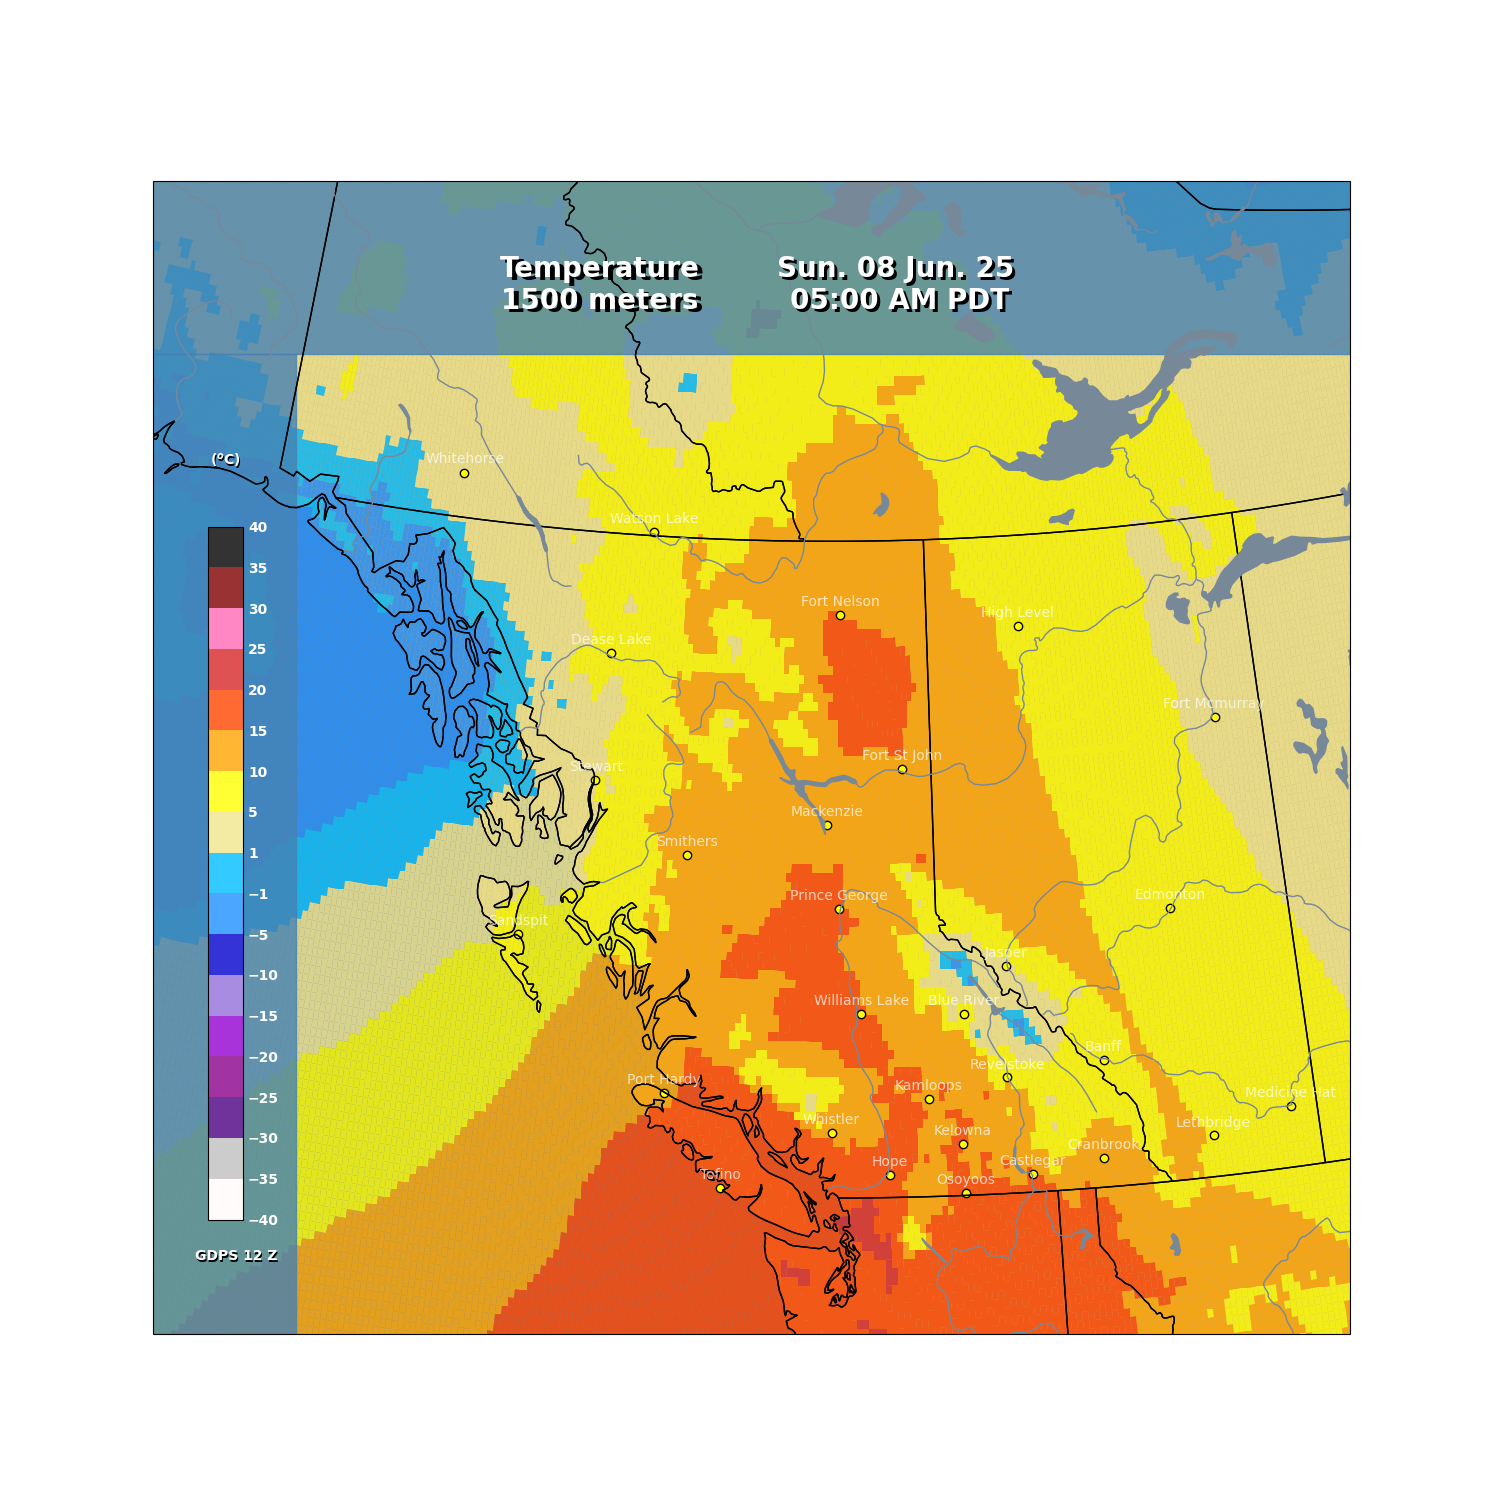 Temperature Sun. 08 Jun. 25
1500 meters 05:00 AM PDT
(°C)
Whitehorse
Watson Lake
40
35
30
25
20
15
10
5
1
−1
−5
−10
−15
−20
−25
−30
−35
−40
Fort Nelson
High Level
Dease Lake
Fort Mcmurray
Fort St John
Stewart
Mackenzie
Smithers
Prince George
Edmonton
Sandspit
Jasper
Williams Lake
Blue River
Banff
Revelstoke
Port Hardy
Kamloops
Medicine Hat
Whistler
Lethbridge
Kelowna
Cranbrook
Hope
Castlegar
Tofino
Osoyoos
GDPS 12 Z